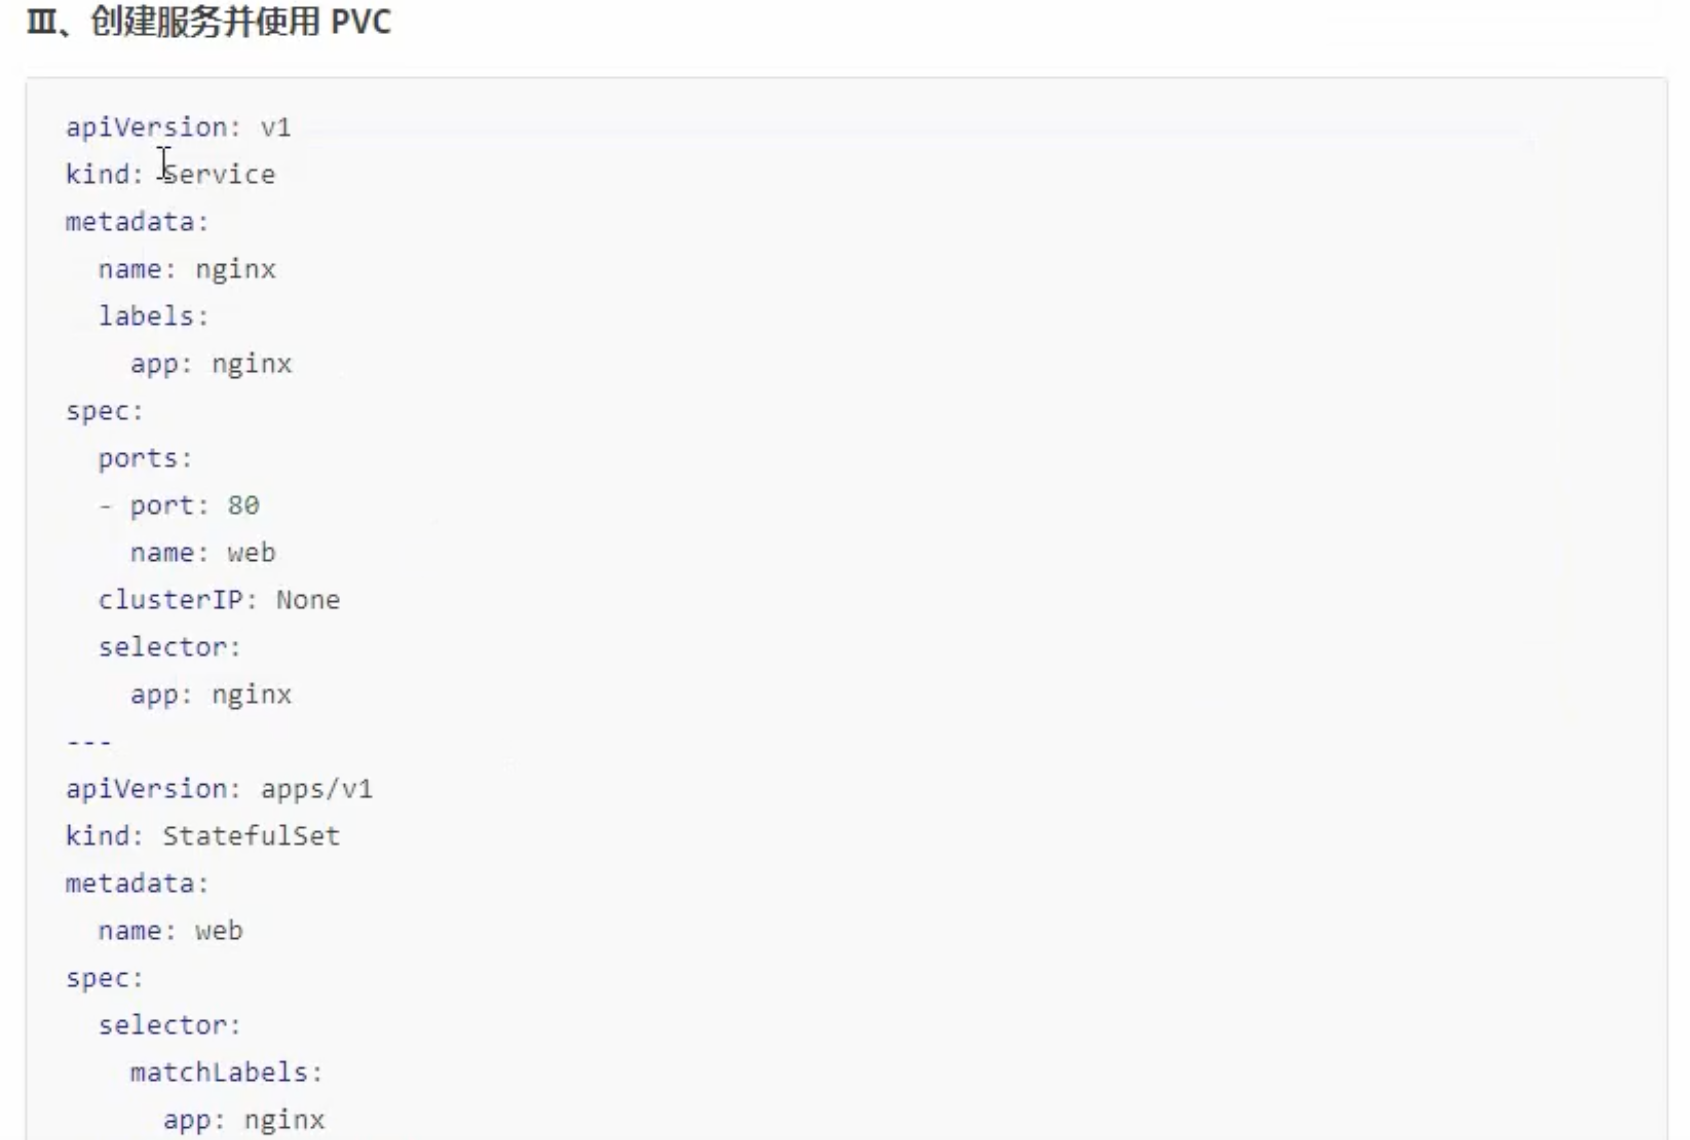 Ⅲ、创建服务并使用 PVC
apiVersion: v1
kind: Service
metadata:
  name: nginx
  labels:
    app: nginx
spec:
  ports:
  - port: 80
    name: web
  clusterIP: None
  selector:
    app: nginx
---
apiVersion: apps/v1
kind: StatefulSet
metadata:
  name: web
spec:
  selector:
    matchLabels:
      app: nginx